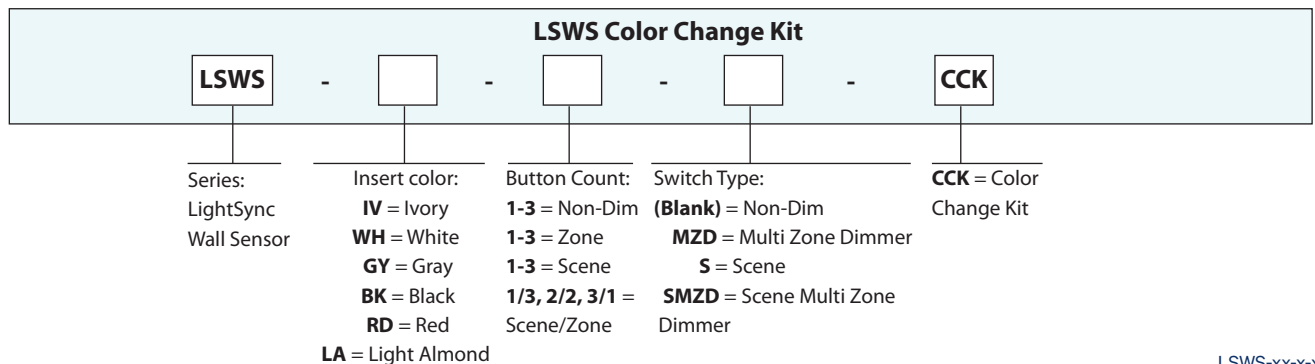 LSWS Color Change Kit
LSWS - - - - CCK
Series:
LightSync
Wall Sensor
Insert color:
IV = Ivory
WH = White
GY = Gray
BK = Black
RD = Red
LA = Light Almond
Button Count:
1-3 = Non-Dim
1-3 = Zone
1-3 = Scene
1/3, 2/2, 3/1 =
Scene/Zone
Switch Type:
(Blank) = Non-Dim
MZD = Multi Zone Dimmer
S = Scene
SMZD = Scene Multi Zone
Dimmer
CCK = Color
Change Kit